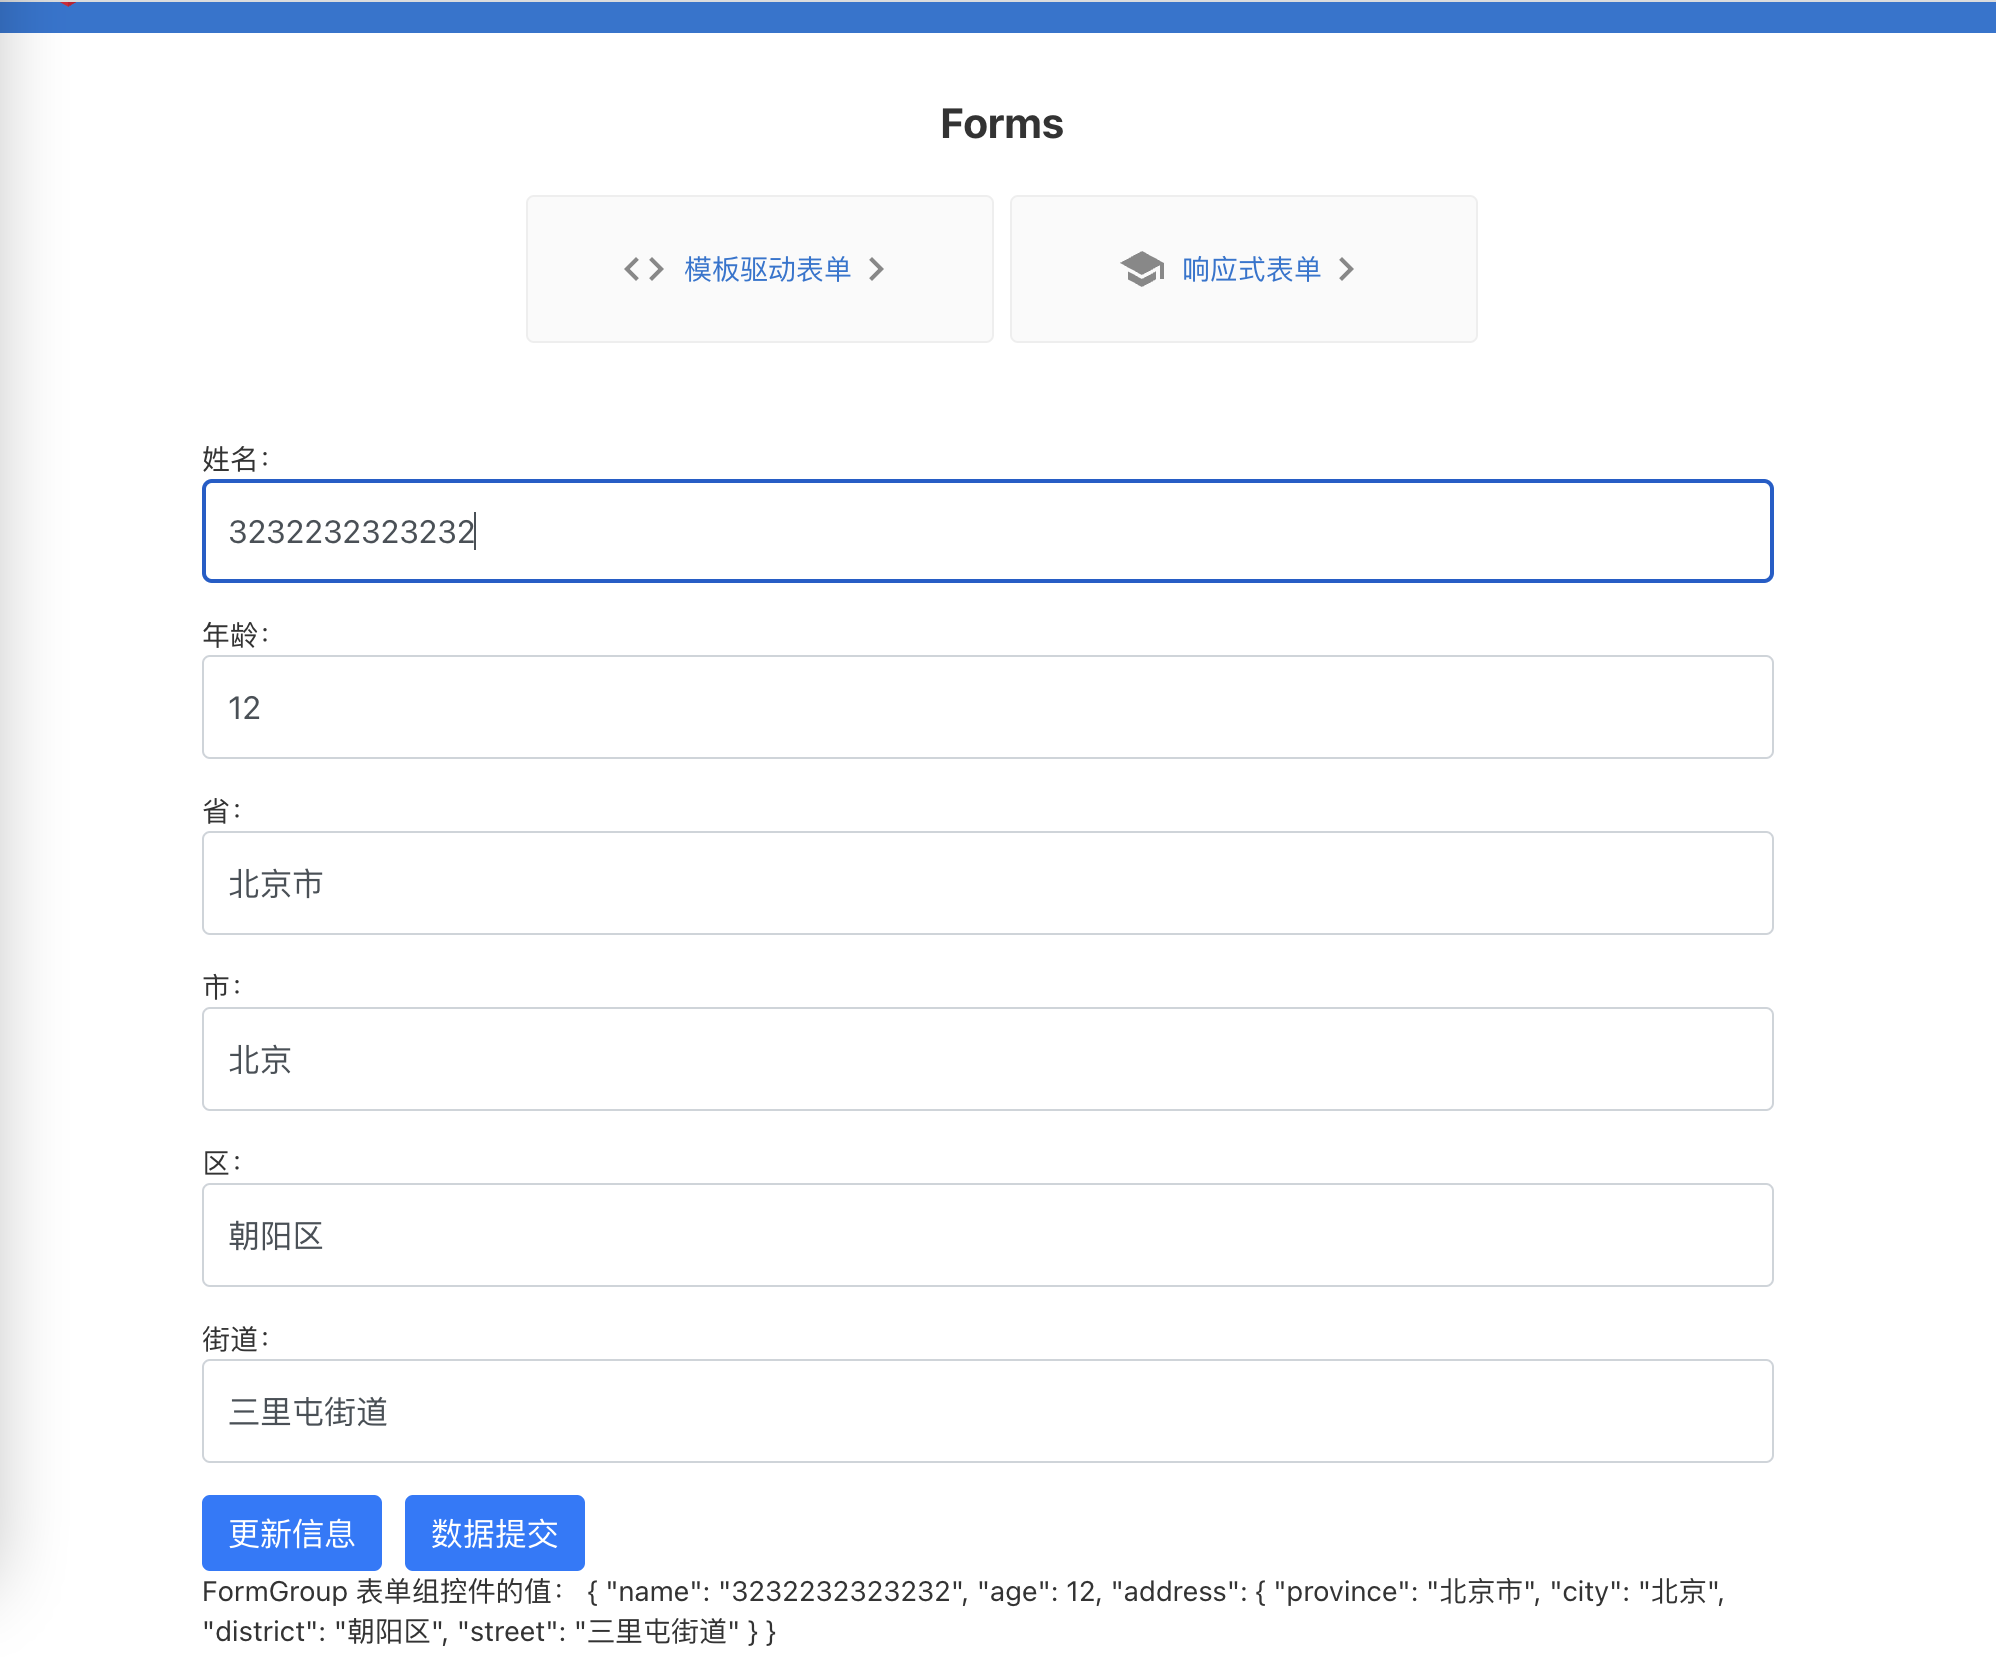 Forms
模板驱动表单
响应式表单
姓名：
3232232323232
年龄：
12
省：
北京市
市：
北京
区：
朝阳区
街道：
三里屯街道
更新信息 数据提交
FormGroup 表单组控件的值： { "name": "3232232323232", "age": 12, "address": { "province": "北京市", "city": "北京",
"district": "朝阳区", "street": "三里屯街道" } }